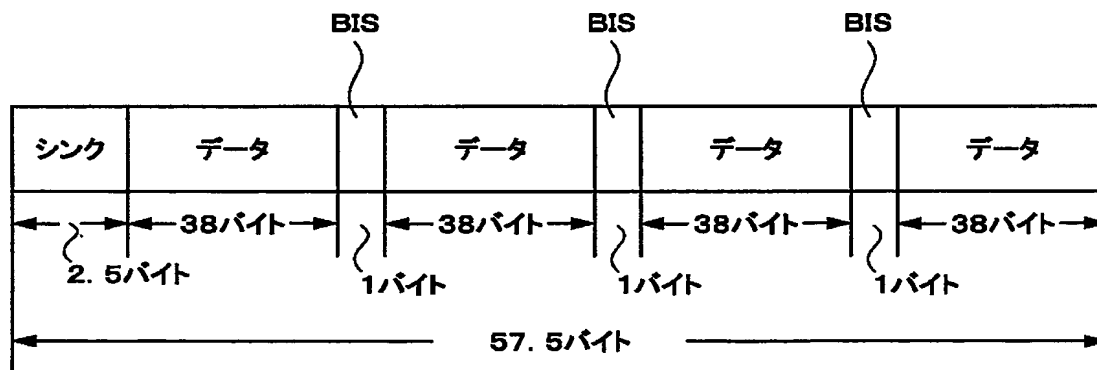 BIS BIS BIS
シンク データ データ データ データ
38バイト 38バイト 38バイト 38バイト
2. 5バイト 1バイト 1バイト 1バイト
57. 5バイト